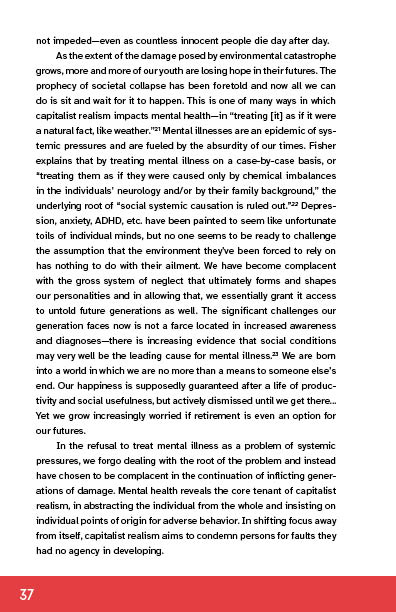 not impeded—even as countless innocent people die day after day.
As the extent of the damage posed by environmental catastrophe
grows, more and more of our youth are losing hope in their futures. The
prophecy of societal collapse has been foretold and now all we can
do is sit and wait for it to happen. This is one of many ways in which
capitalist realism impacts mental health—in “treating [it] as if it were
a natural fact, like weather.”²¹ Mental illnesses are an epidemic of sys-
temic pressures and are fueled by the absurdity of our times. Fisher
explains that by treating mental illness on a case-by-case basis, or
“treating them as if they were caused only by chemical imbalances
in the individuals’ neurology and/or by their family background,” the
underlying root of “social systemic causation is ruled out.”²² Depres-
sion, anxiety, ADHD, etc. have been painted to seem like unfortunate
toils of individual minds, but no one seems to be ready to challenge
the assumption that the environment they’ve been forced to rely on
has nothing to do with their ailment. We have become complacent
with the gross system of neglect that ultimately forms and shapes
our personalities and in allowing that, we essentially grant it access
to untold future generations as well. The significant challenges our
generation faces now is not a farce located in increased awareness
and diagnoses—there is increasing evidence that social conditions
may very well be the leading cause for mental illness.²³ We are born
into a world in which we are no more than a means to someone else’s
end. Our happiness is supposedly guaranteed after a life of produc-
tivity and social usefulness, but actively dismissed until we get there...
Yet we grow increasingly worried if retirement is even an option for
our futures.
In the refusal to treat mental illness as a problem of systemic
pressures, we forgo dealing with the root of the problem and instead
have chosen to be complacent in the continuation of inflicting gener-
ations of damage. Mental health reveals the core tenant of capitalist
realism, in abstracting the individual from the whole and insisting on
individual points of origin for adverse behavior. In shifting focus away
from itself, capitalist realism aims to condemn persons for faults they
had no agency in developing.
37